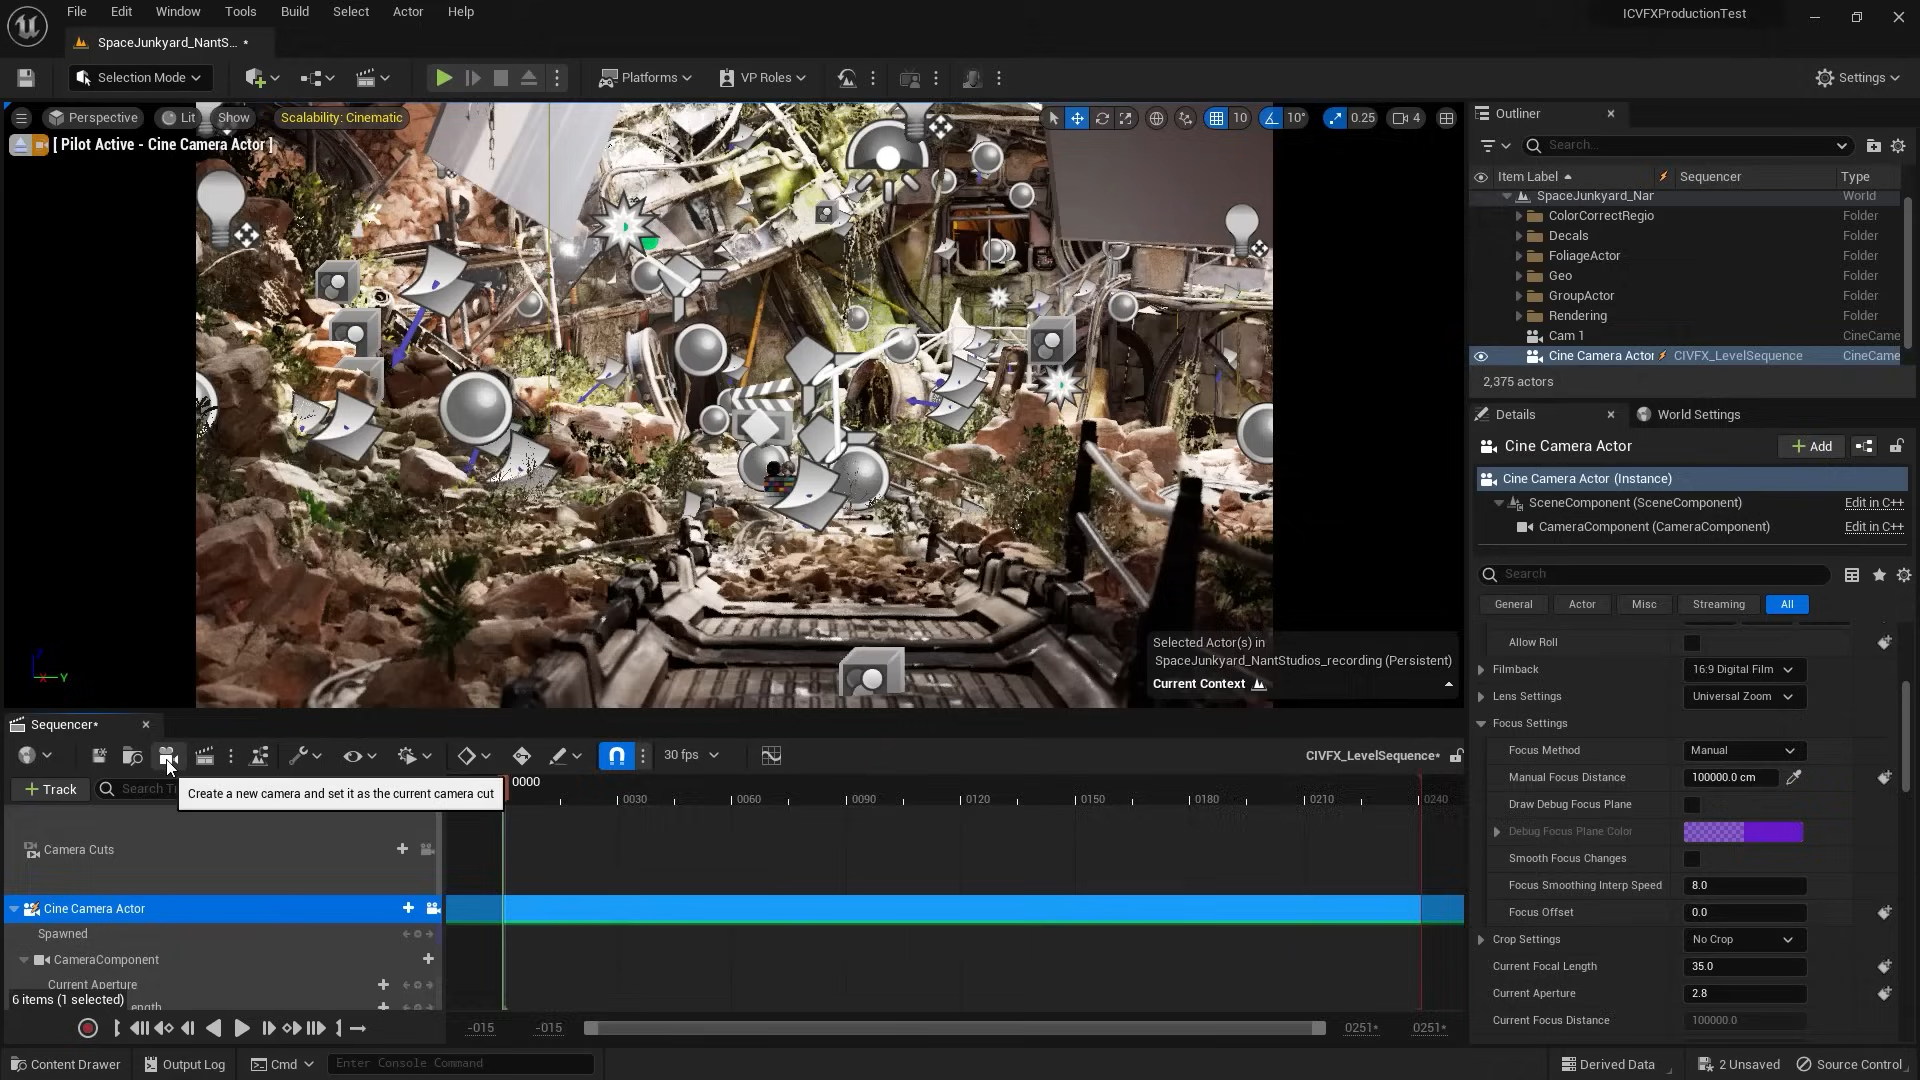 File Edit Window Tools Build Select Actor Help
ICVFXProductionTest
SpaceJunkyard_NantS... •
Selection Mode
Platforms
VP Roles
Settings
Perspective
Lit
Show
Scalability: Cinematic
10
10°
0.25
4
[ Pilot Active - Cine Camera Actor ]
Selected Actor(s) in
SpaceJunkyard_NantStudios_recording (Persistent)
Current Context
Y
Outliner
Search...
Item Label
Sequencer
Type
SpaceJunkyard_Nar World
ColorCorrectRegio Folder
Decals Folder
FoliageActor Folder
Geo Folder
GroupActor Folder
Rendering Folder
Cam 1 CineCame
Cine Camera Actor CIVFX_LevelSequence CineCame
2,375 actors
Details
World Settings
Cine Camera Actor
Add
Cine Camera Actor (Instance)
SceneComponent (SceneComponent) Edit in C++
CameraComponent (CameraComponent) Edit in C++
Search
General Actor Misc Streaming All
Allow Roll
Filmback 16:9 Digital Film
Lens Settings Universal Zoom
Focus Settings
Focus Method Manual
Manual Focus Distance 100000.0 cm
Draw Debug Focus Plane
Debug Focus Plane Color
Smooth Focus Changes
Focus Smoothing Interp Speed 8.0
Focus Offset 0.0
Crop Settings No Crop
Current Focal Length 35.0
Current Aperture 2.8
Current Focus Distance 100000.0
Sequencer*
30 fps
CIVFX_LevelSequence*
Track
Search Tr
Create a new camera and set it as the current camera cut
0000
0030 0060 0090 0120 0150 0180 0210 0240
Camera Cuts
Cine Camera Actor
Spawned
CameraComponent
Current Aperture
6 items (1 selected)
ength
-015 -015 0251* 0251*
Content Drawer
Output Log
Cmd
Enter Console Command
Derived Data
2 Unsaved
Source Control